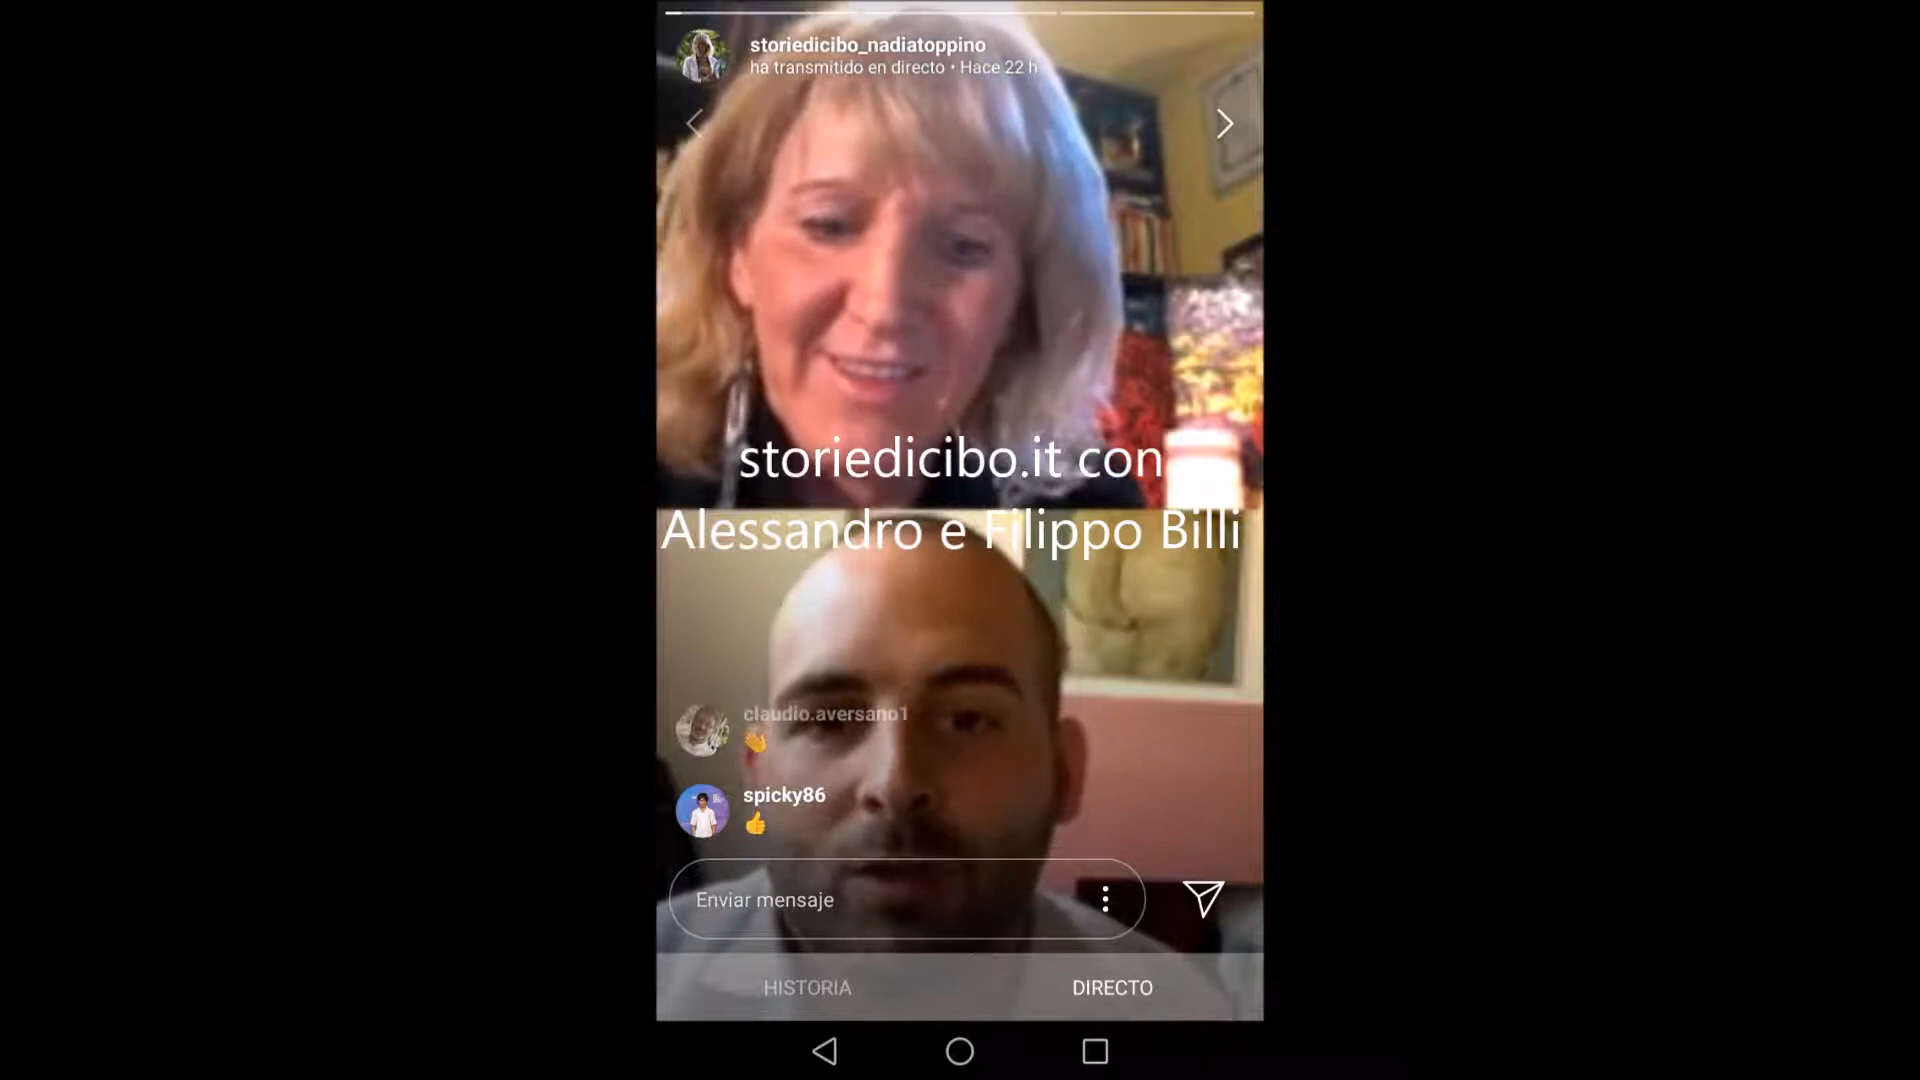 storiedicibo_nadiatoppino
ha transmitido en directo • Hace 22 h
storiedicibo.it con
Alessandro e Filippo Billi
claudio.aversano1
👋
spicky86
👍
Enviar mensaje
HISTORIA
DIRECTO